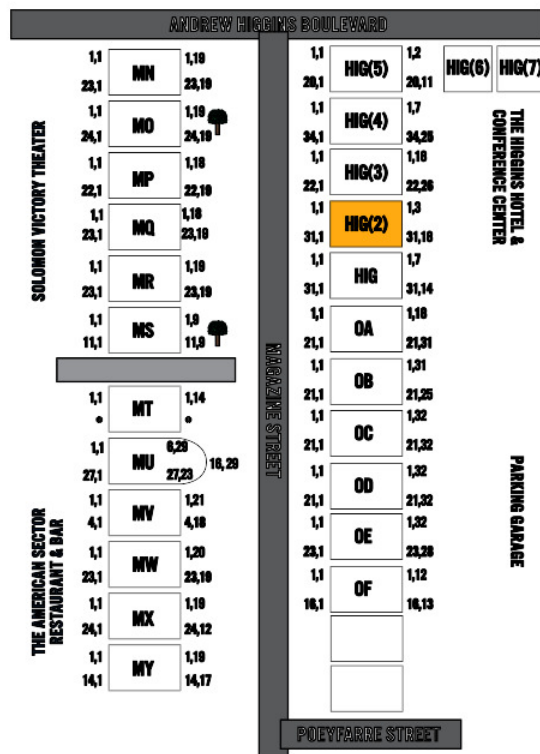 ANDREW HIGGINS BOULEVARD
SOLOMON VICTORY THEATER
1,1 MN 1,19
23,1 23,19
1,1 MO 1,19
24,1 24,19
1,1 MP 1,18
22,1 22,19
1,1 MQ 1,18
23,1 23,19
1,1 MR 1,19
23,1 23,19
1,1 MS 1,9
11,1 11,9
THE AMERICAN SECTOR
RESTAURANT & BAR
1,1 MT 1,14
* *
1,1 MU 6,29
16,29
27,1 27,23
1,1 MV 1,21
4,1 4,18
1,1 MW 1,20
23,1 23,19
1,1 MX 1,19
24,1 24,12
1,1 MY 1,19
14,1 14,17
MAGAZINE STREET
1,1 HIG(5) 1,2
20,1 20,11
HIG(6) HIG(7)
1,1 HIG(4) 1,7
34,1 34,25
1,1 HIG(3) 1,18
22,1 22,26
1,1 HIG(2) 1,3
31,1 31,16
1,1 HIG 1,7
31,1 31,14
1,1 OA 1,18
21,1 21,31
1,1 OB 1,31
21,1 21,25
1,1 OC 1,32
21,1 21,32
1,1 OD 1,32
21,1 21,32
1,1 OE 1,32
23,1 23,28
1,1 OF 1,12
16,1 16,13
THE HIGGINS HOTEL &
CONFERENCE CENTER
PARKING GARAGE
POEYFARRE STREET